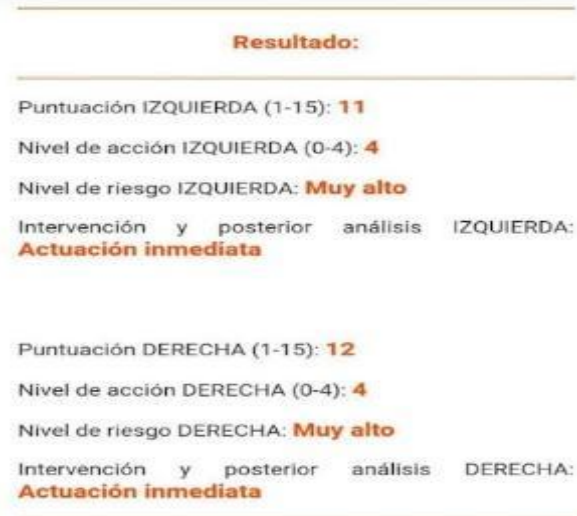 Resultado:
Puntuación IZQUIERDA (1-15): 11
Nivel de acción IZQUIERDA (0-4): 4
Nivel de riesgo IZQUIERDA: Muy alto
Intervención y posterior análisis IZQUIERDA:
Actuación inmediata
Puntuación DERECHA (1-15): 12
Nivel de acción DERECHA (0-4): 4
Nivel de riesgo DERECHA: Muy alto
Intervención y posterior análisis DERECHA:
Actuación inmediata